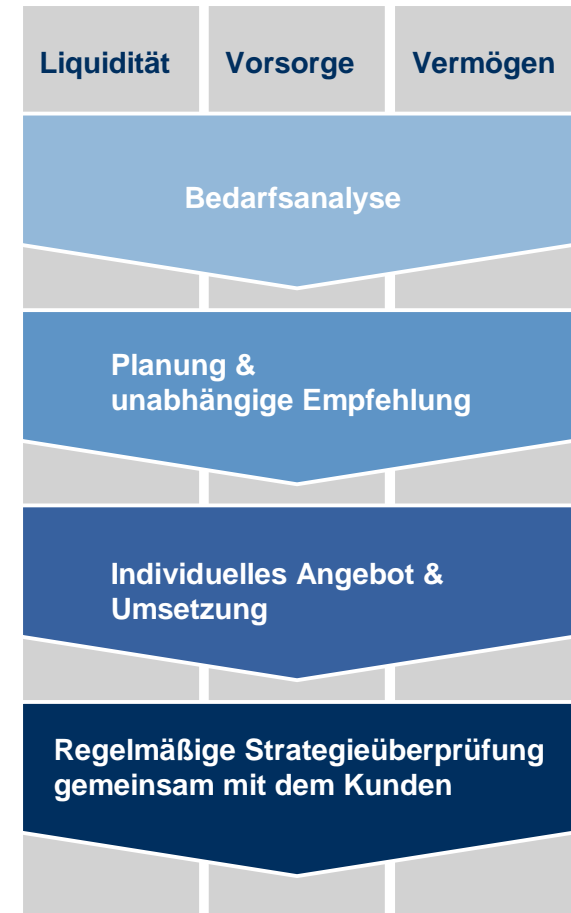 Liquidität Vorsorge Vermögen
Bedarfsanalyse
Planung &
unabhängige Empfehlung
Individuelles Angebot &
Umsetzung
Regelmäßige Strategieüberprüfung
gemeinsam mit dem Kunden